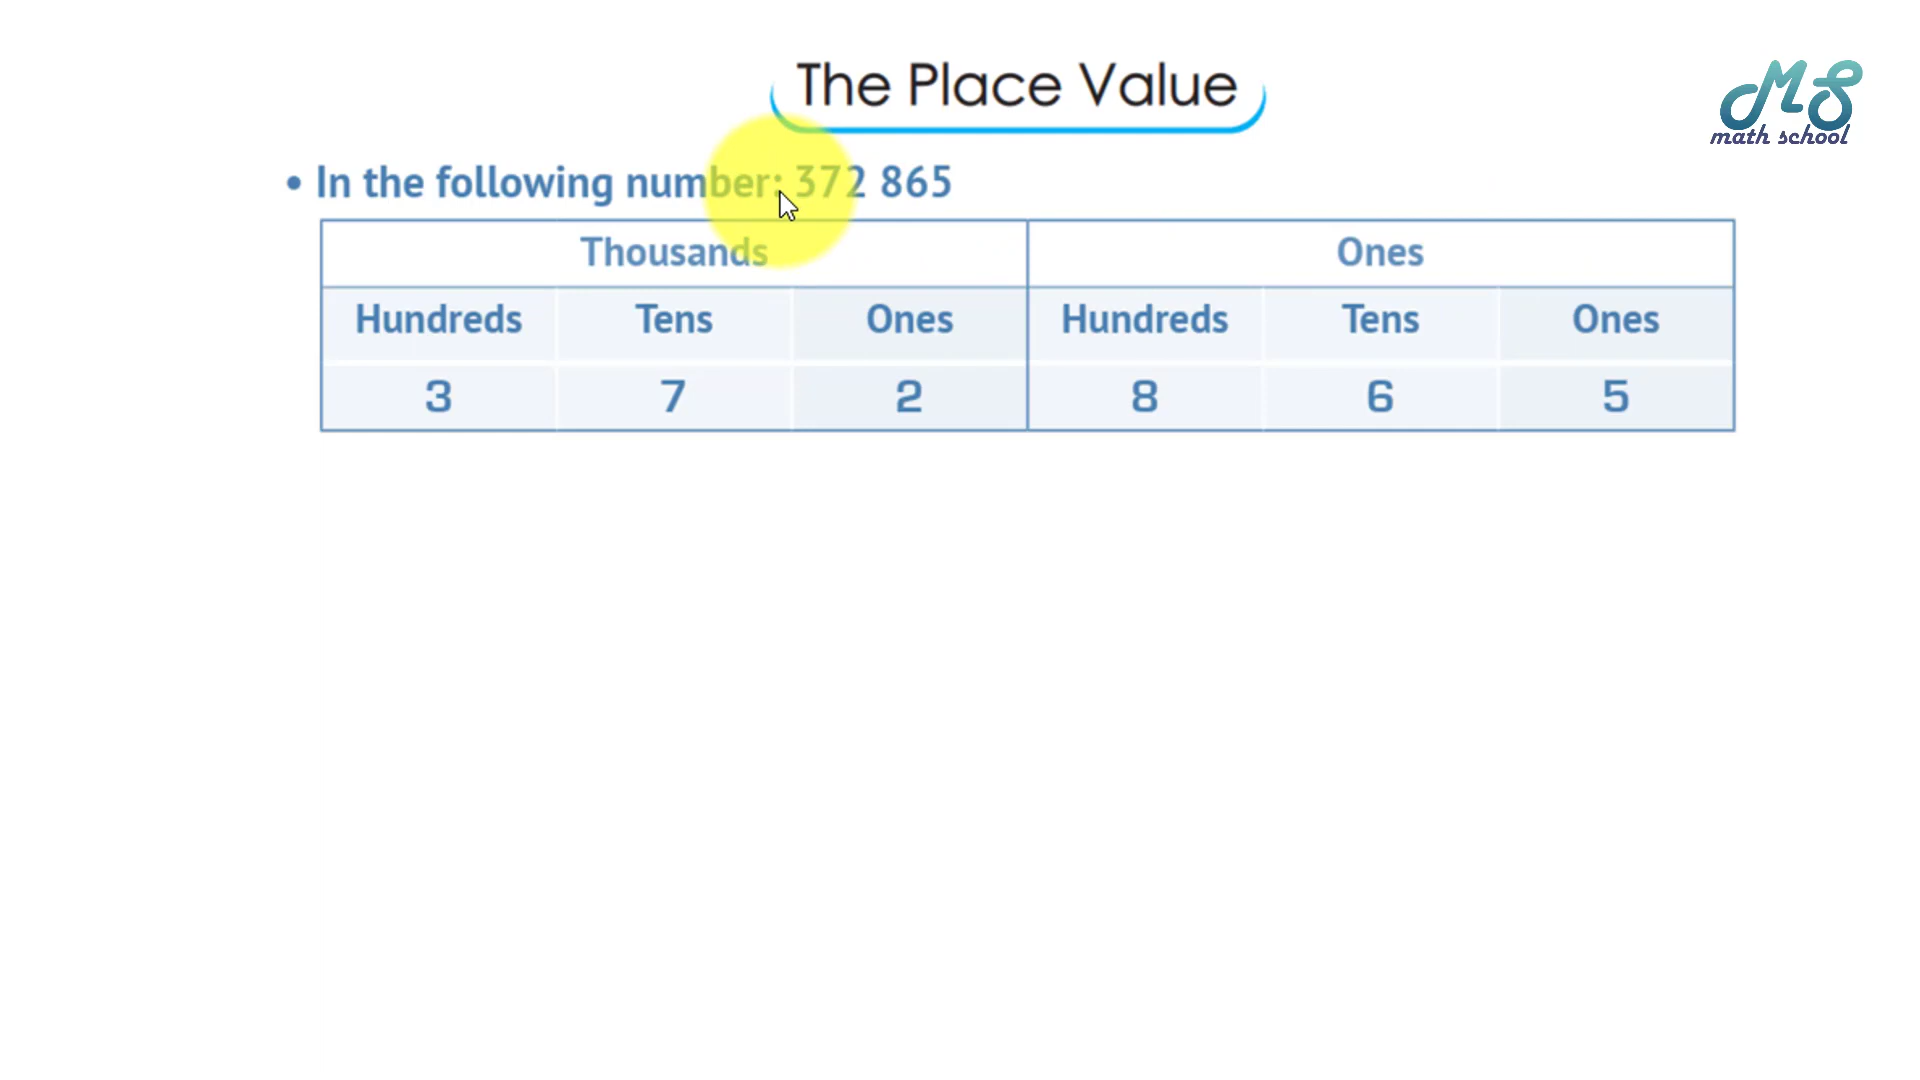 The Place Value
MS
math school
• In the following number: 372 865
Thousands Ones
Hundreds Tens Ones Hundreds Tens Ones
3 7 2 8 6 5